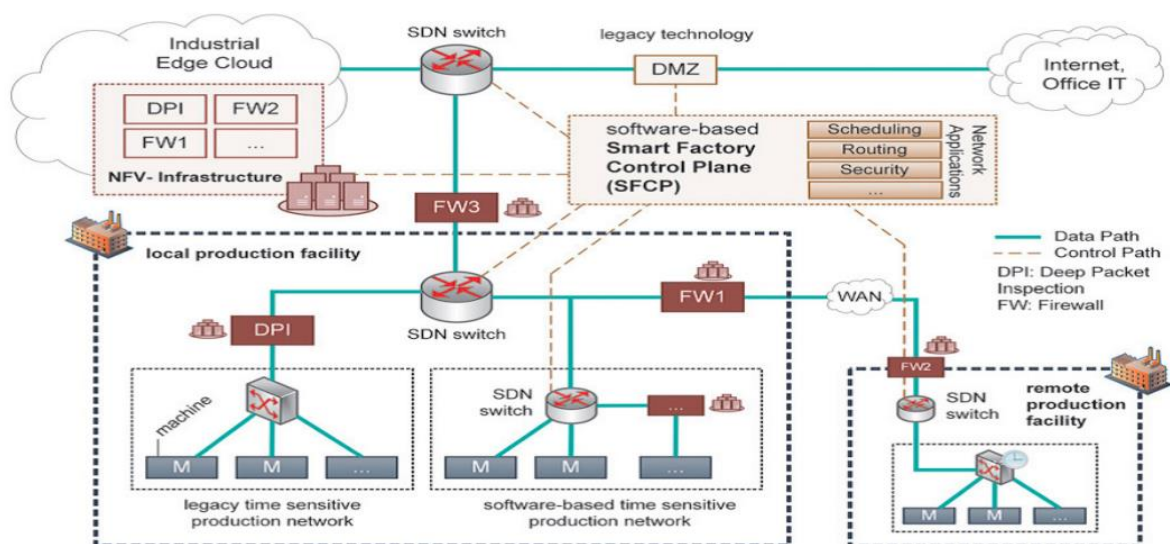 Industrial
Edge Cloud
DPI
FW2
FW1
...
NFV- Infrastructure
SDN switch
legacy technology
DMZ
Internet,
Office IT
software-based
Smart Factory
Control Plane
(SFCP)
Scheduling
Routing
Security
...
Network
Applications
FW3
local production facility
SDN switch
DPI
FW1
WAN
Data Path
Control Path
DPI: Deep Packet
Inspection
FW: Firewall
machine
M
M
...
legacy time sensitive
production network
SDN
switch
...
M
M
...
software-based time sensitive
production network
FW2
SDN
switch
remote
production
facility
M
M
...